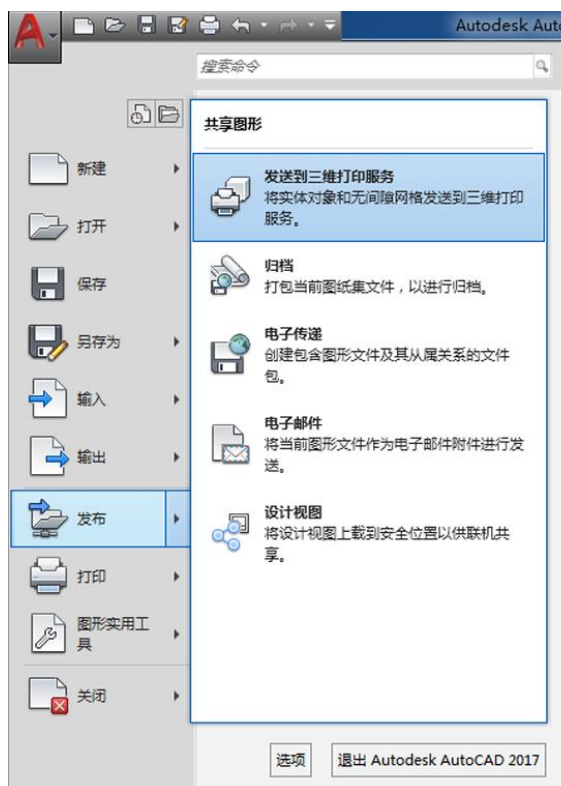 Autodesk Aut
搜索命令
共享图形
新建
打开
保存
另存为
输入
输出
发布
打印
图形实用工
具
关闭
发送到三维打印服务
将实体对象和无间隙网格发送到三维打印
服务。
归档
打包当前图纸集文件，以进行归档。
电子传递
创建包含图形文件及其从属关系的文件
包。
电子邮件
将当前图形文件作为电子邮件附件进行发
送。
设计视图
将设计视图上载到安全位置以供联机共
享。
选项
退出 Autodesk AutoCAD 2017